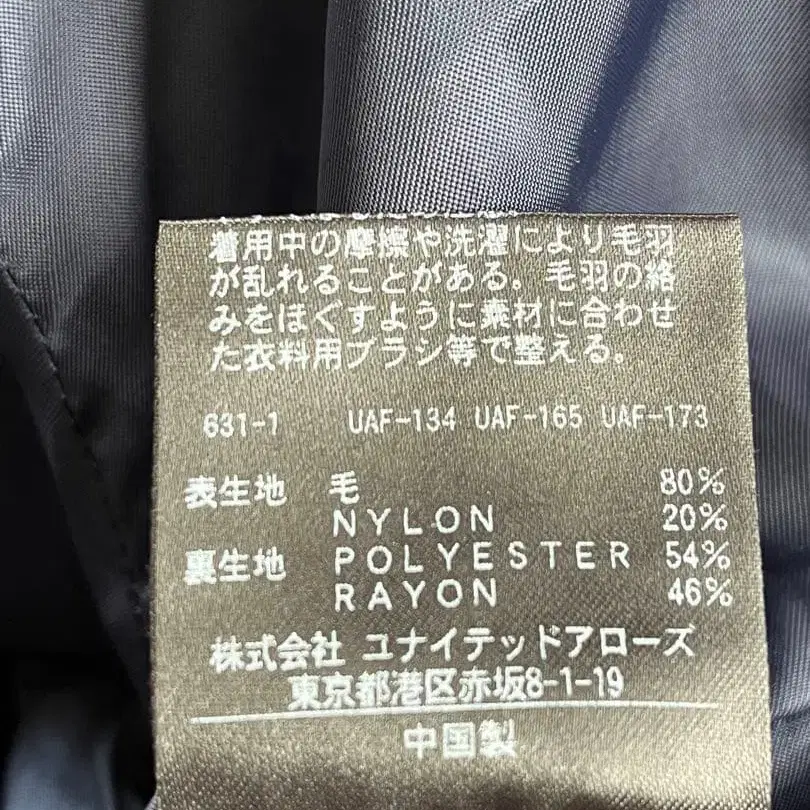 着用中の摩擦や洗濯により毛羽
が乱れることがある。毛羽の絡
みをほぐすように素材に合わせ
た衣料用ブラシ等で整える。
631-1 UAF-134 UAF-165 UAF-173
表生地 毛 80%
NYLON 20%
裏生地 POLYESTER 54%
RAYON 46%
株式会社 ユナイテッドアローズ
東京都港区赤坂8-1-19
中国製